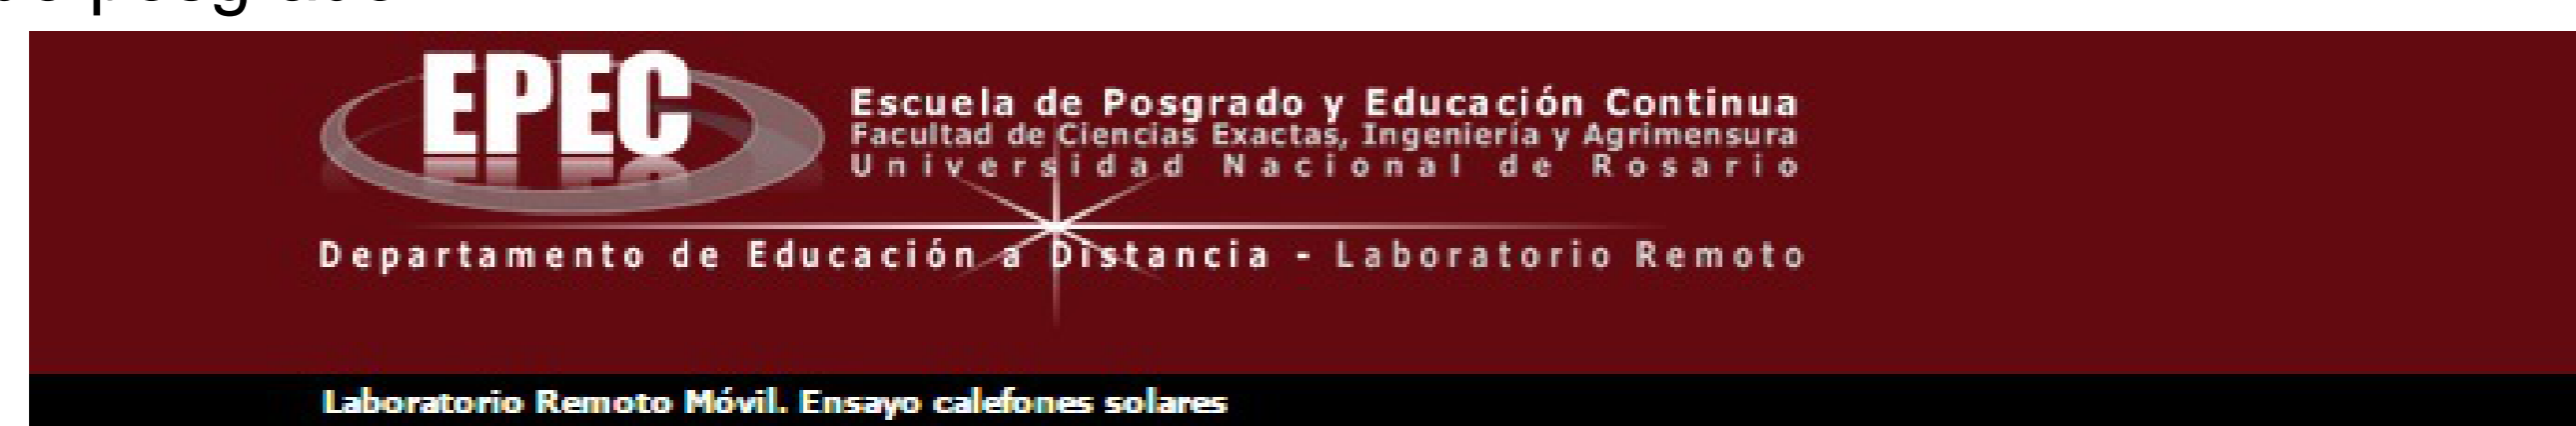 EPEC
Escuela de Posgrado y Educación Continua
Facultad de Ciencias Exactas, Ingeniería y Agrimensura
Universidad Nacional de Rosario
Departamento de Educación a Distancia - Laboratorio Remoto
Laboratorio Remoto Móvil. Ensayo calefones solares